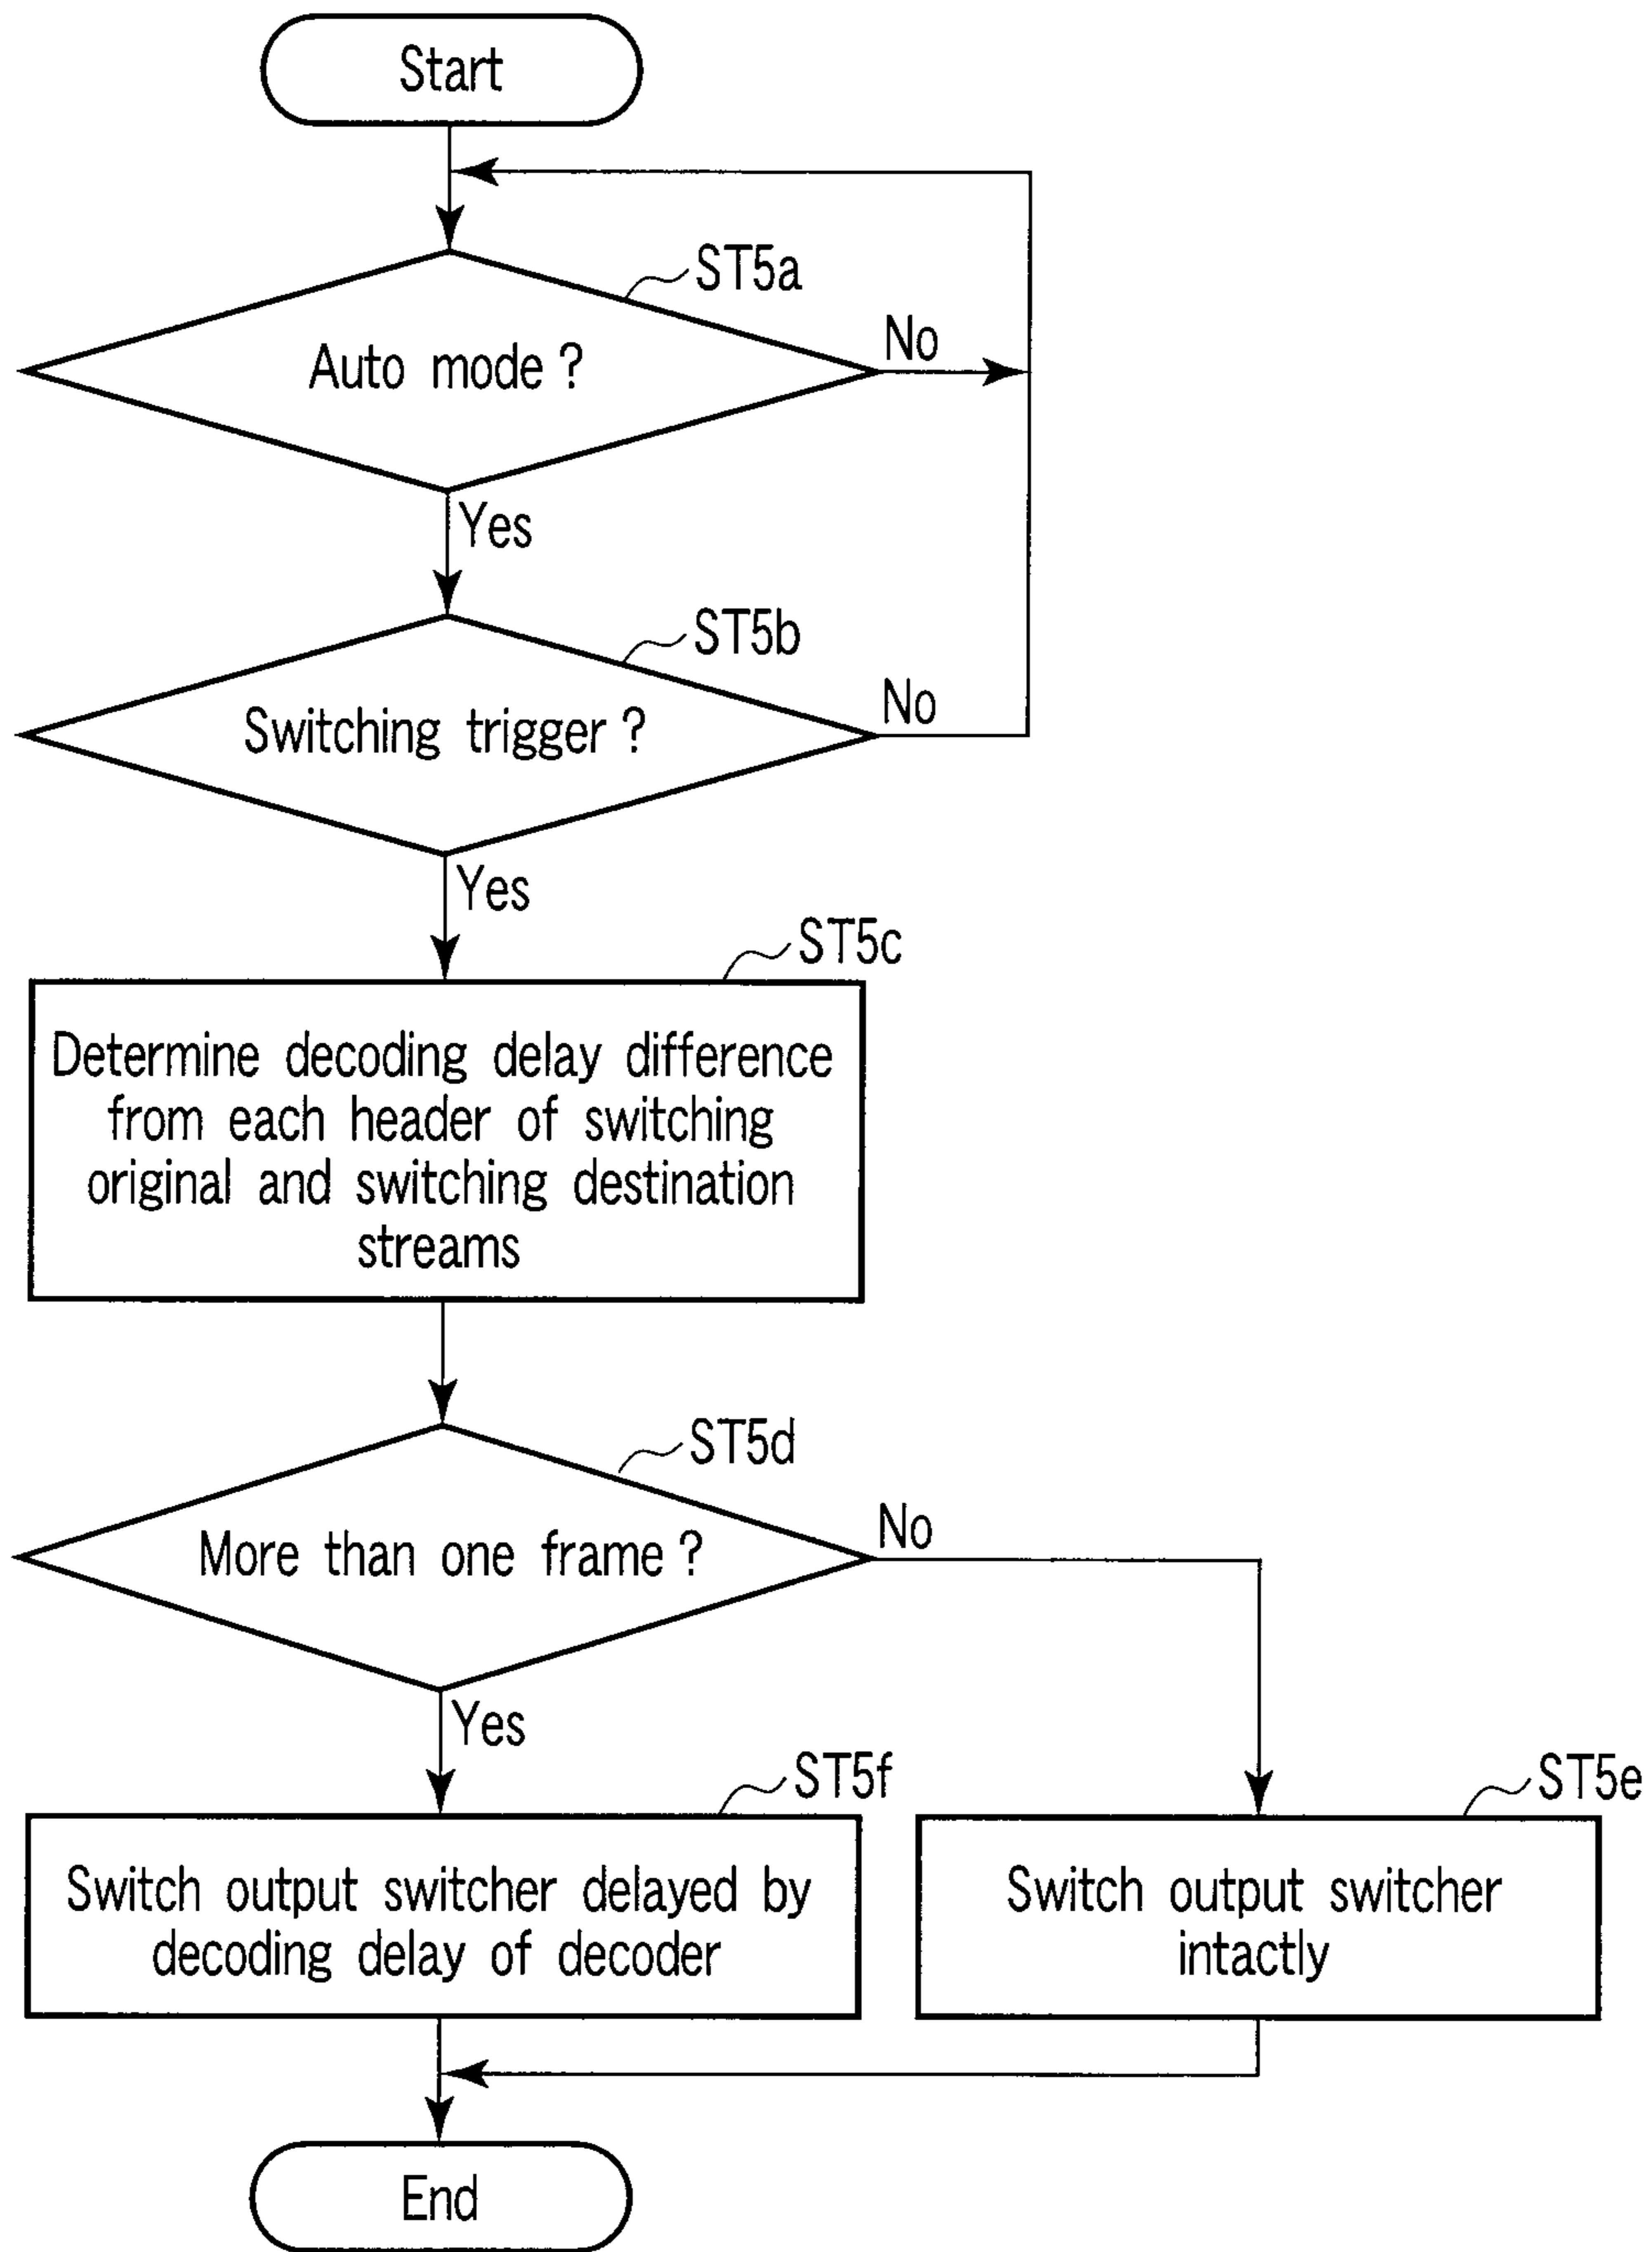 Start
ST5a
Auto mode ?
No
Yes
ST5b
Switching trigger ?
No
Yes
ST5c
Determine decoding delay difference
from each header of switching
original and switching destination
streams
ST5d
More than one frame ?
No
Yes
ST5f
Switch output switcher delayed by
decoding delay of decoder
ST5e
Switch output switcher
intactly
End